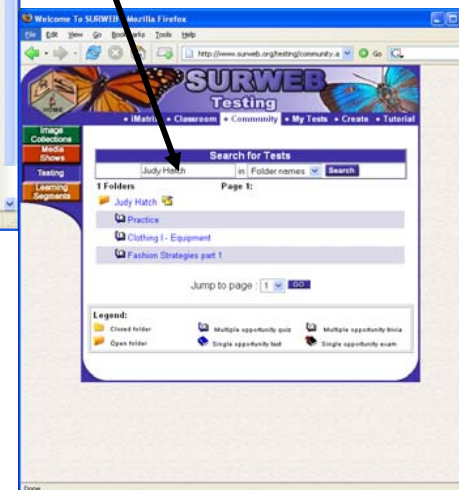 Welcome To SURWEB - Mozilla Firefox
File Edit View Go Bookmarks Tools Help
http://www.surweb.org/testing/community.a Go
SURWEB
Testing
HOME
• iMatrix • Classroom • Community • My Tests • Create • Tutorial
Image Collections
Media Shows
Testing
Learning Segments
Search for Tests
Judy Hatch in Folder names Search
1 Folders Page 1:
Judy Hatch
Practice
Clothing I - Equipment
Fashion Strategies part 1
Jump to page : 1 GO
Legend:
Closed folder Multiple opportunity quiz Multiple opportunity trivia
Open folder Single opportunity test Single opportunity exam
Done